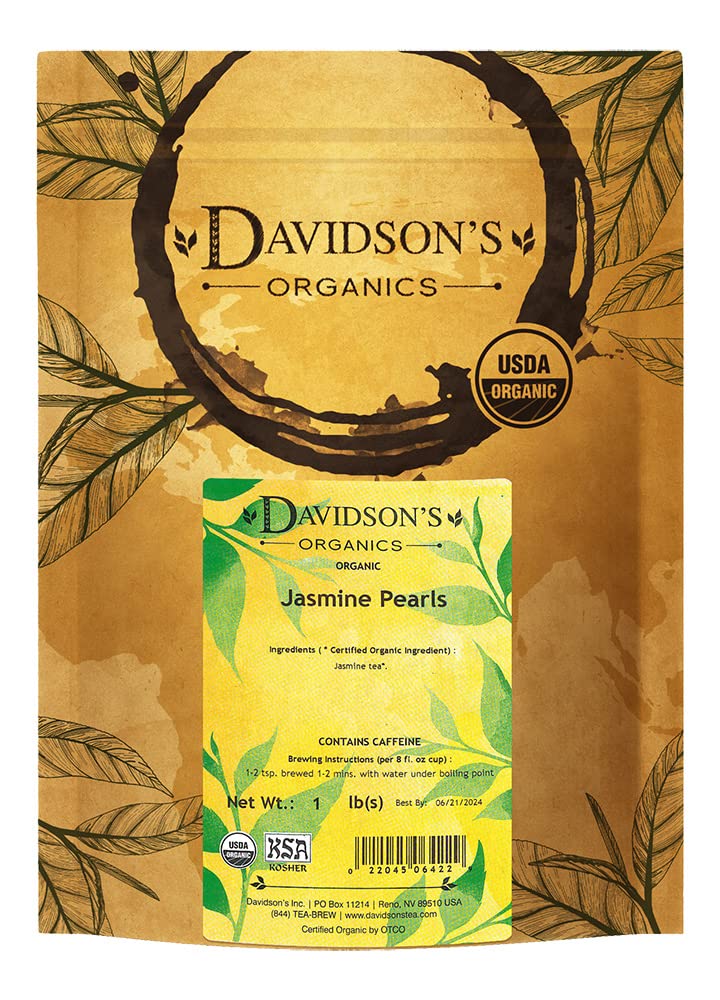 DAVIDSON'S
ORGANICS
USDA
ORGANIC
DAVIDSON'S
ORGANICS
ORGANIC
Jasmine Pearls
Ingredients ( * Certified Organic Ingredient) :
Jasmine tea*.
CONTAINS CAFFEINE
Brewing Instructions (per 8 fl. oz cup) :
1-2 tsp. brewed 1-2 mins. with water under boiling point
Net Wt.: 1 lb(s) Best By: 06/21/2024
USDA
ORGANIC
KSA
KOSHER
0 22045 06422 9
Davidson's Inc. | PO Box 11214 | Reno, NV 89510 USA
(844) TEA-BREW | www.davidsonstea.com
Certified Organic by OTCO